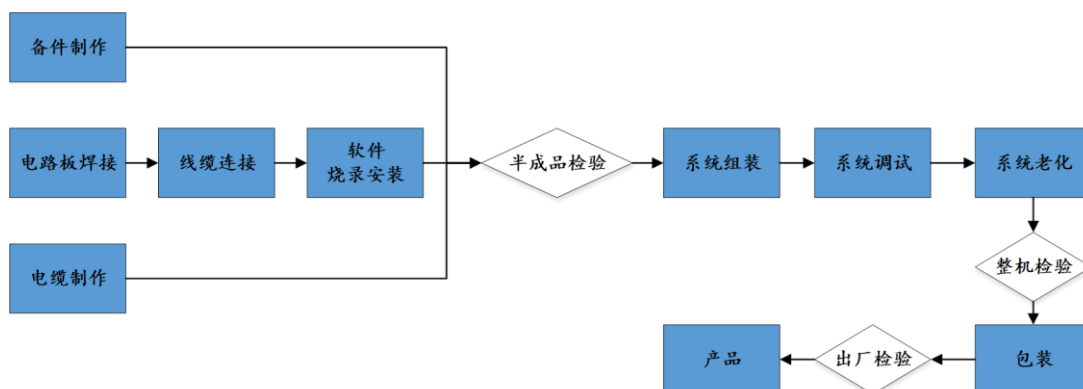 备件制作
电路板焊接
线缆连接
软件
烧录安装
半成品检验
系统组装
系统调试
系统老化
电缆制作
整机检验
产品
出厂检验
包装